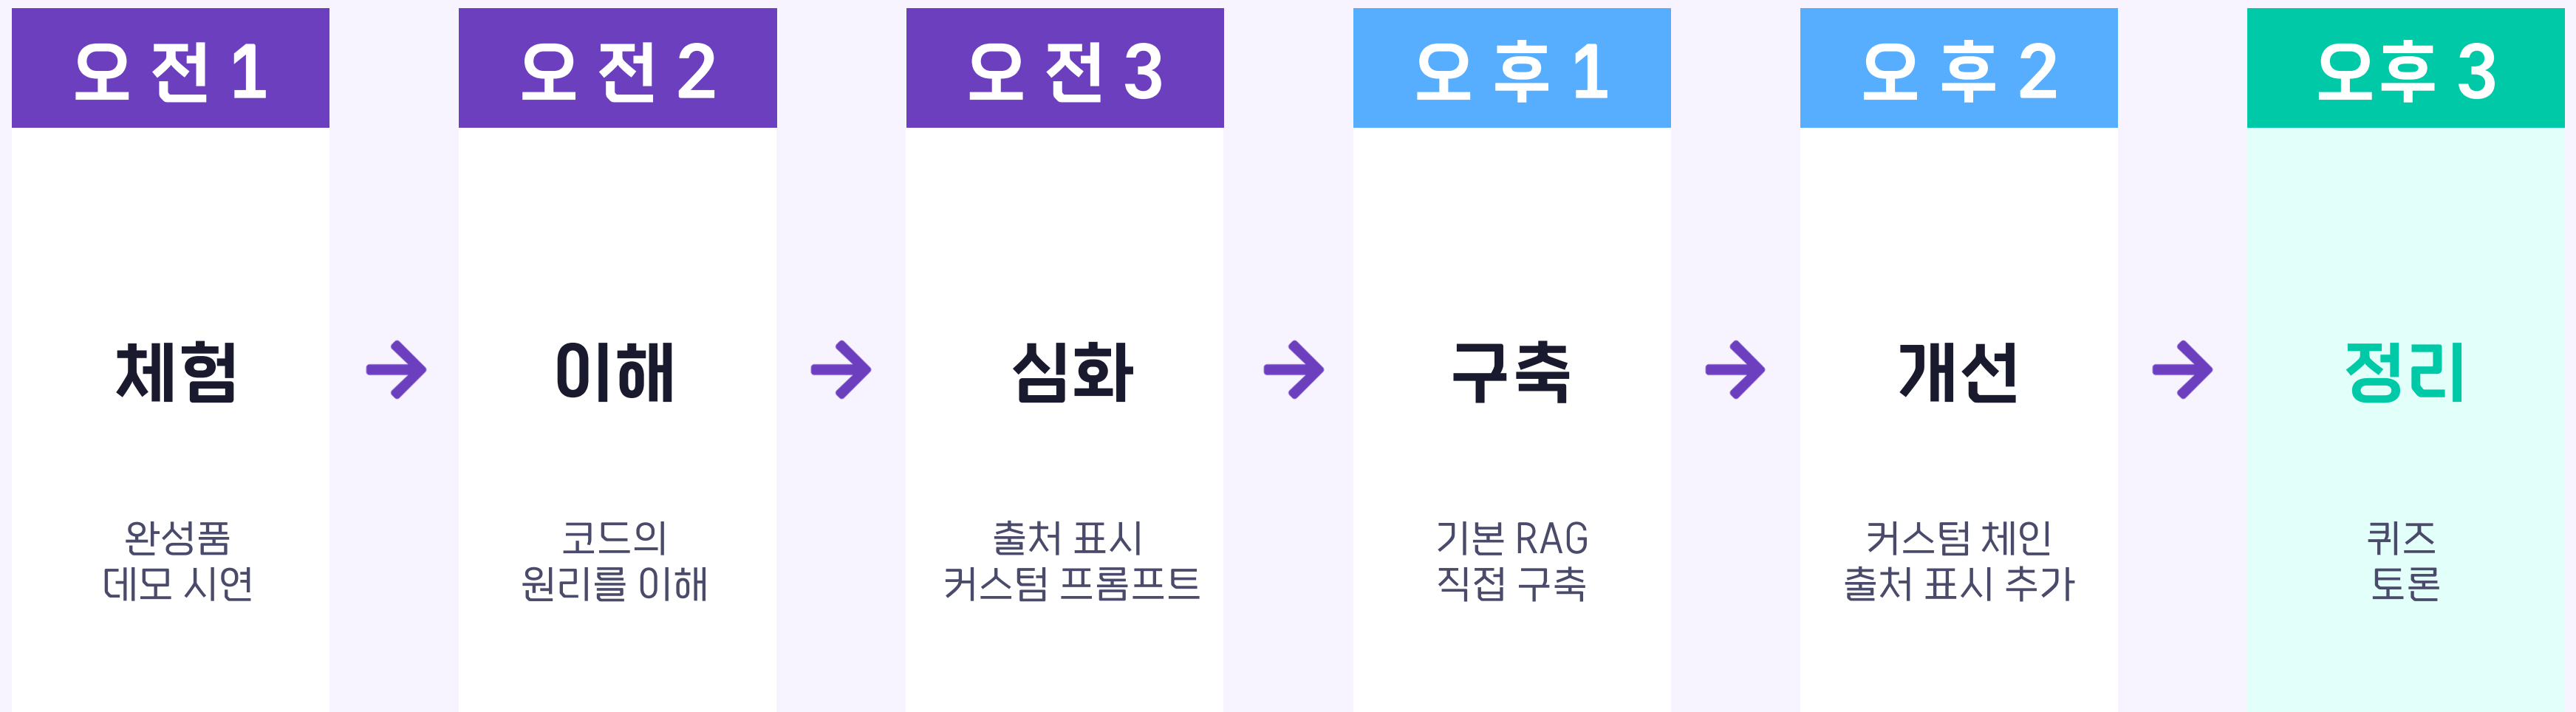 오 전 1
체험
완성품
데모 시연
오 전 2
이해
코드의
원리를 이해
오 전 3
심화
출처 표시
커스텀 프롬프트
오 후 1
구축
기본 RAG
직접 구축
오 후 2
개선
커스텀 체인
출처 표시 추가
오후 3
정리
퀴즈
토론